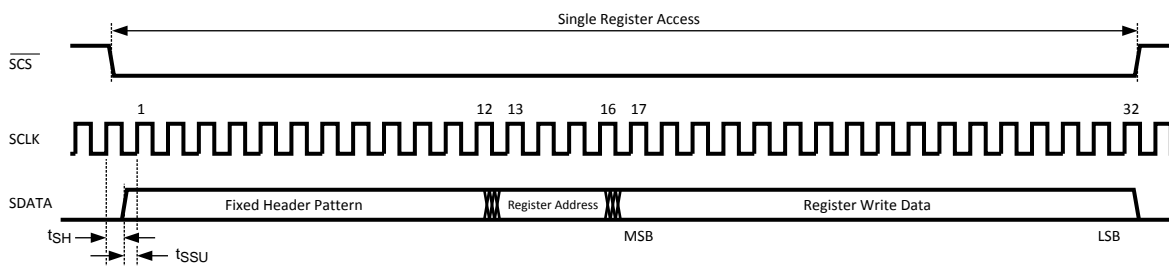 Single Register Access
SCS
1 12 13 16 17 32
SCLK
SDATA Fixed Header Pattern Register Address Register Write Data
tSH MSB LSB
tSSU